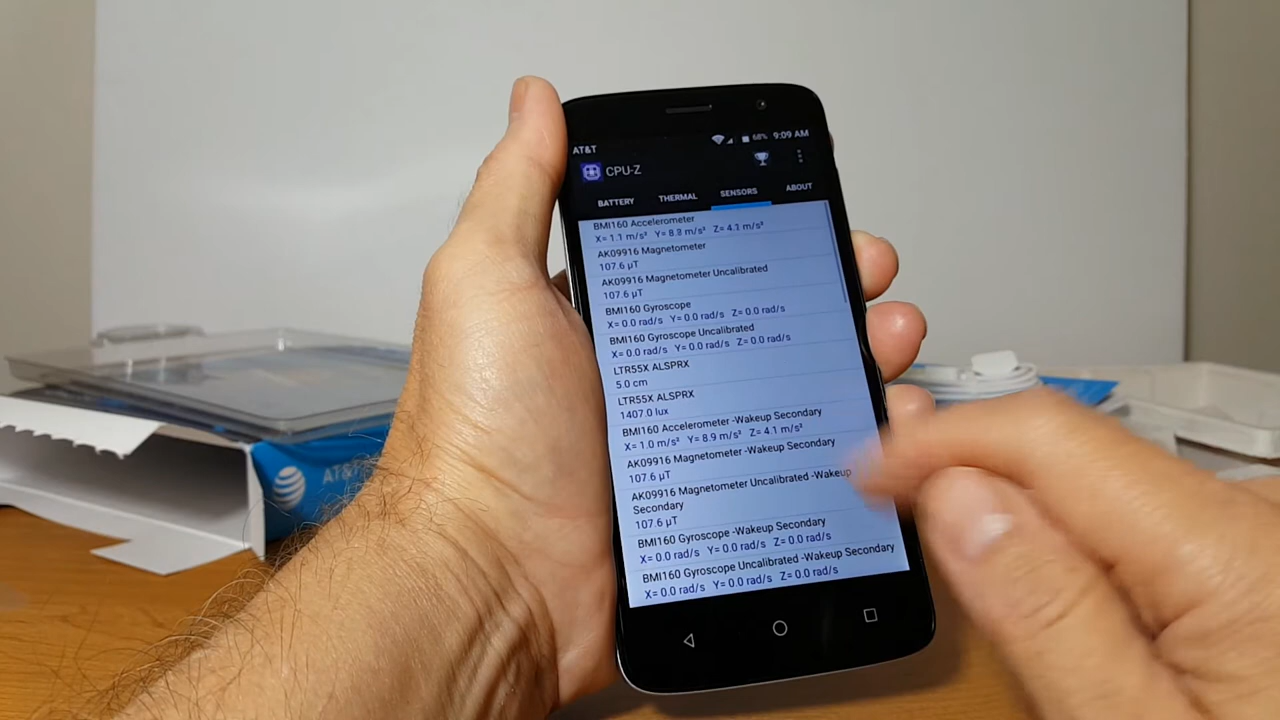 AT&T
68% 9:09 AM
CPU-Z
BATTERY THERMAL SENSORS ABOUT
BMI160 Accelerometer
X= 1.1 m/s² Y= 8.8 m/s² Z= 4.1 m/s²
AK09916 Magnetometer
107.6 μT
AK09916 Magnetometer Uncalibrated
107.6 μT
BMI160 Gyroscope
X= 0.0 rad/s Y= 0.0 rad/s Z= 0.0 rad/s
BMI160 Gyroscope Uncalibrated
X= 0.0 rad/s Y= 0.0 rad/s Z= 0.0 rad/s
LTR55X ALSPRX
5.0 cm
LTR55X ALSPRX
1407.0 lux
BMI160 Accelerometer -Wakeup Secondary
X= 1.0 m/s² Y= 8.9 m/s² Z= 4.1 m/s²
AK09916 Magnetometer -Wakeup Secondary
107.6 μT
AK09916 Magnetometer Uncalibrated -Wakeup
Secondary
107.6 μT
BMI160 Gyroscope -Wakeup Secondary
X= 0.0 rad/s Y= 0.0 rad/s Z= 0.0 rad/s
BMI160 Gyroscope Uncalibrated -Wakeup Secondary
X= 0.0 rad/s Y= 0.0 rad/s Z= 0.0 rad/s
AT&T